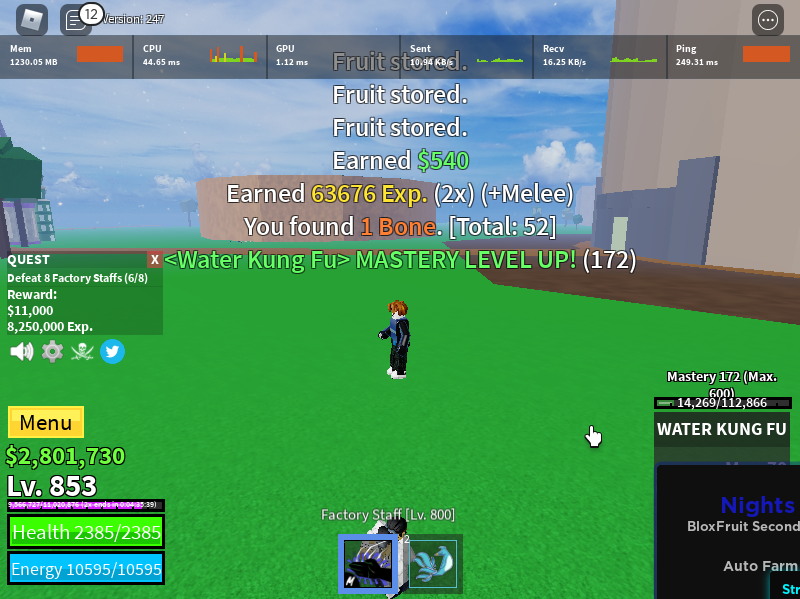 12
Version: 247
Mem
1230.05 MB
CPU
44.65 ms
GPU
1.12 ms
Sent
10.94 KB/s
Recv
16.25 KB/s
Ping
249.31 ms
Fruit stored.
Fruit stored.
Fruit stored.
Earned $540
Earned 63676 Exp. (2x) (+Melee)
You found 1 Bone. [Total: 52]
<Water Kung Fu> MASTERY LEVEL UP! (172)
QUEST
X
Defeat 8 Factory Staffs (6/8)
Reward:
$11,000
8,250,000 Exp.
Menu
$2,801,730
Lv. 853
Health 2385/2385
Energy 10595/10595
Factory Staff [Lv. 800]
2
Mastery 172 (Max.
600)
14,269/112,866
WATER KUNG FU
Nights
BloxFruit Second
Auto Farm
Str